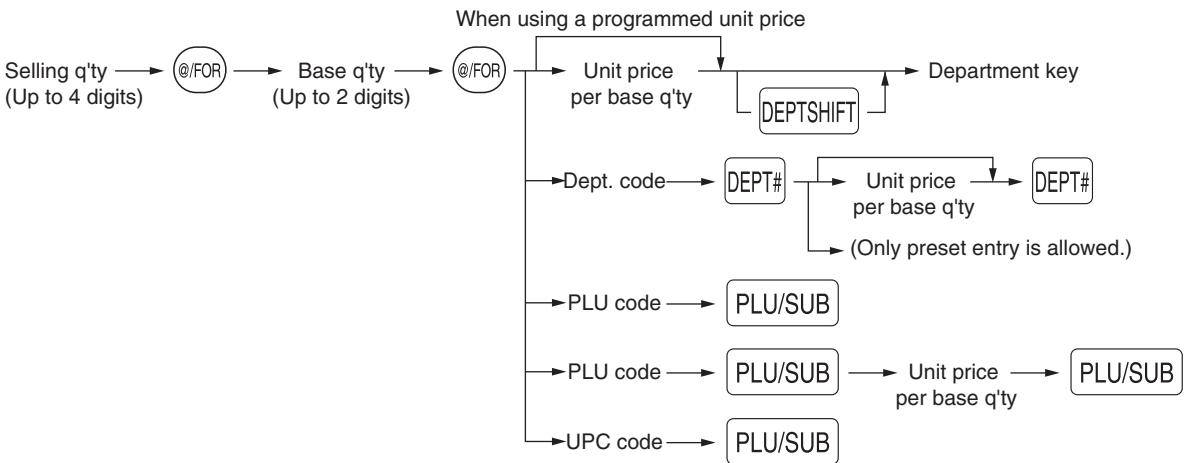 When using a programmed unit price
Selling q'ty @/FOR Base q'ty @/FOR Unit price Department key
(Up to 4 digits) (Up to 2 digits) per base q'ty
DEPTSHIFT
Dept. code DEPT# Unit price DEPT#
per base q'ty
(Only preset entry is allowed.)
PLU code PLU/SUB
PLU code PLU/SUB Unit price PLU/SUB
per base q'ty
UPC code PLU/SUB